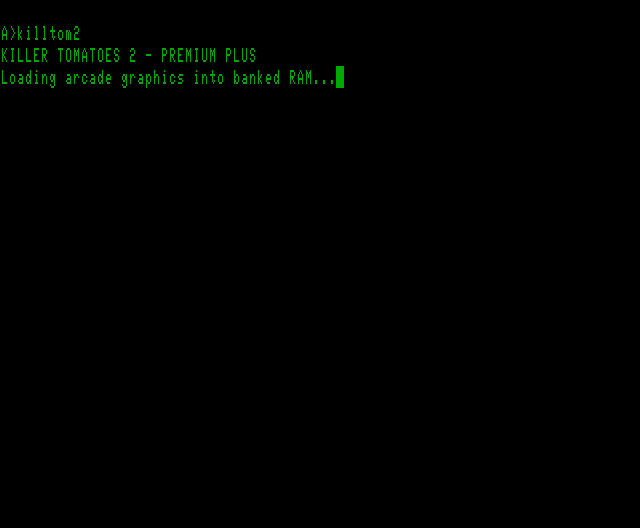 A>killtom2
KILLER TOMATOES 2 - PREMIUM PLUS
Loading arcade graphics into banked RAM...